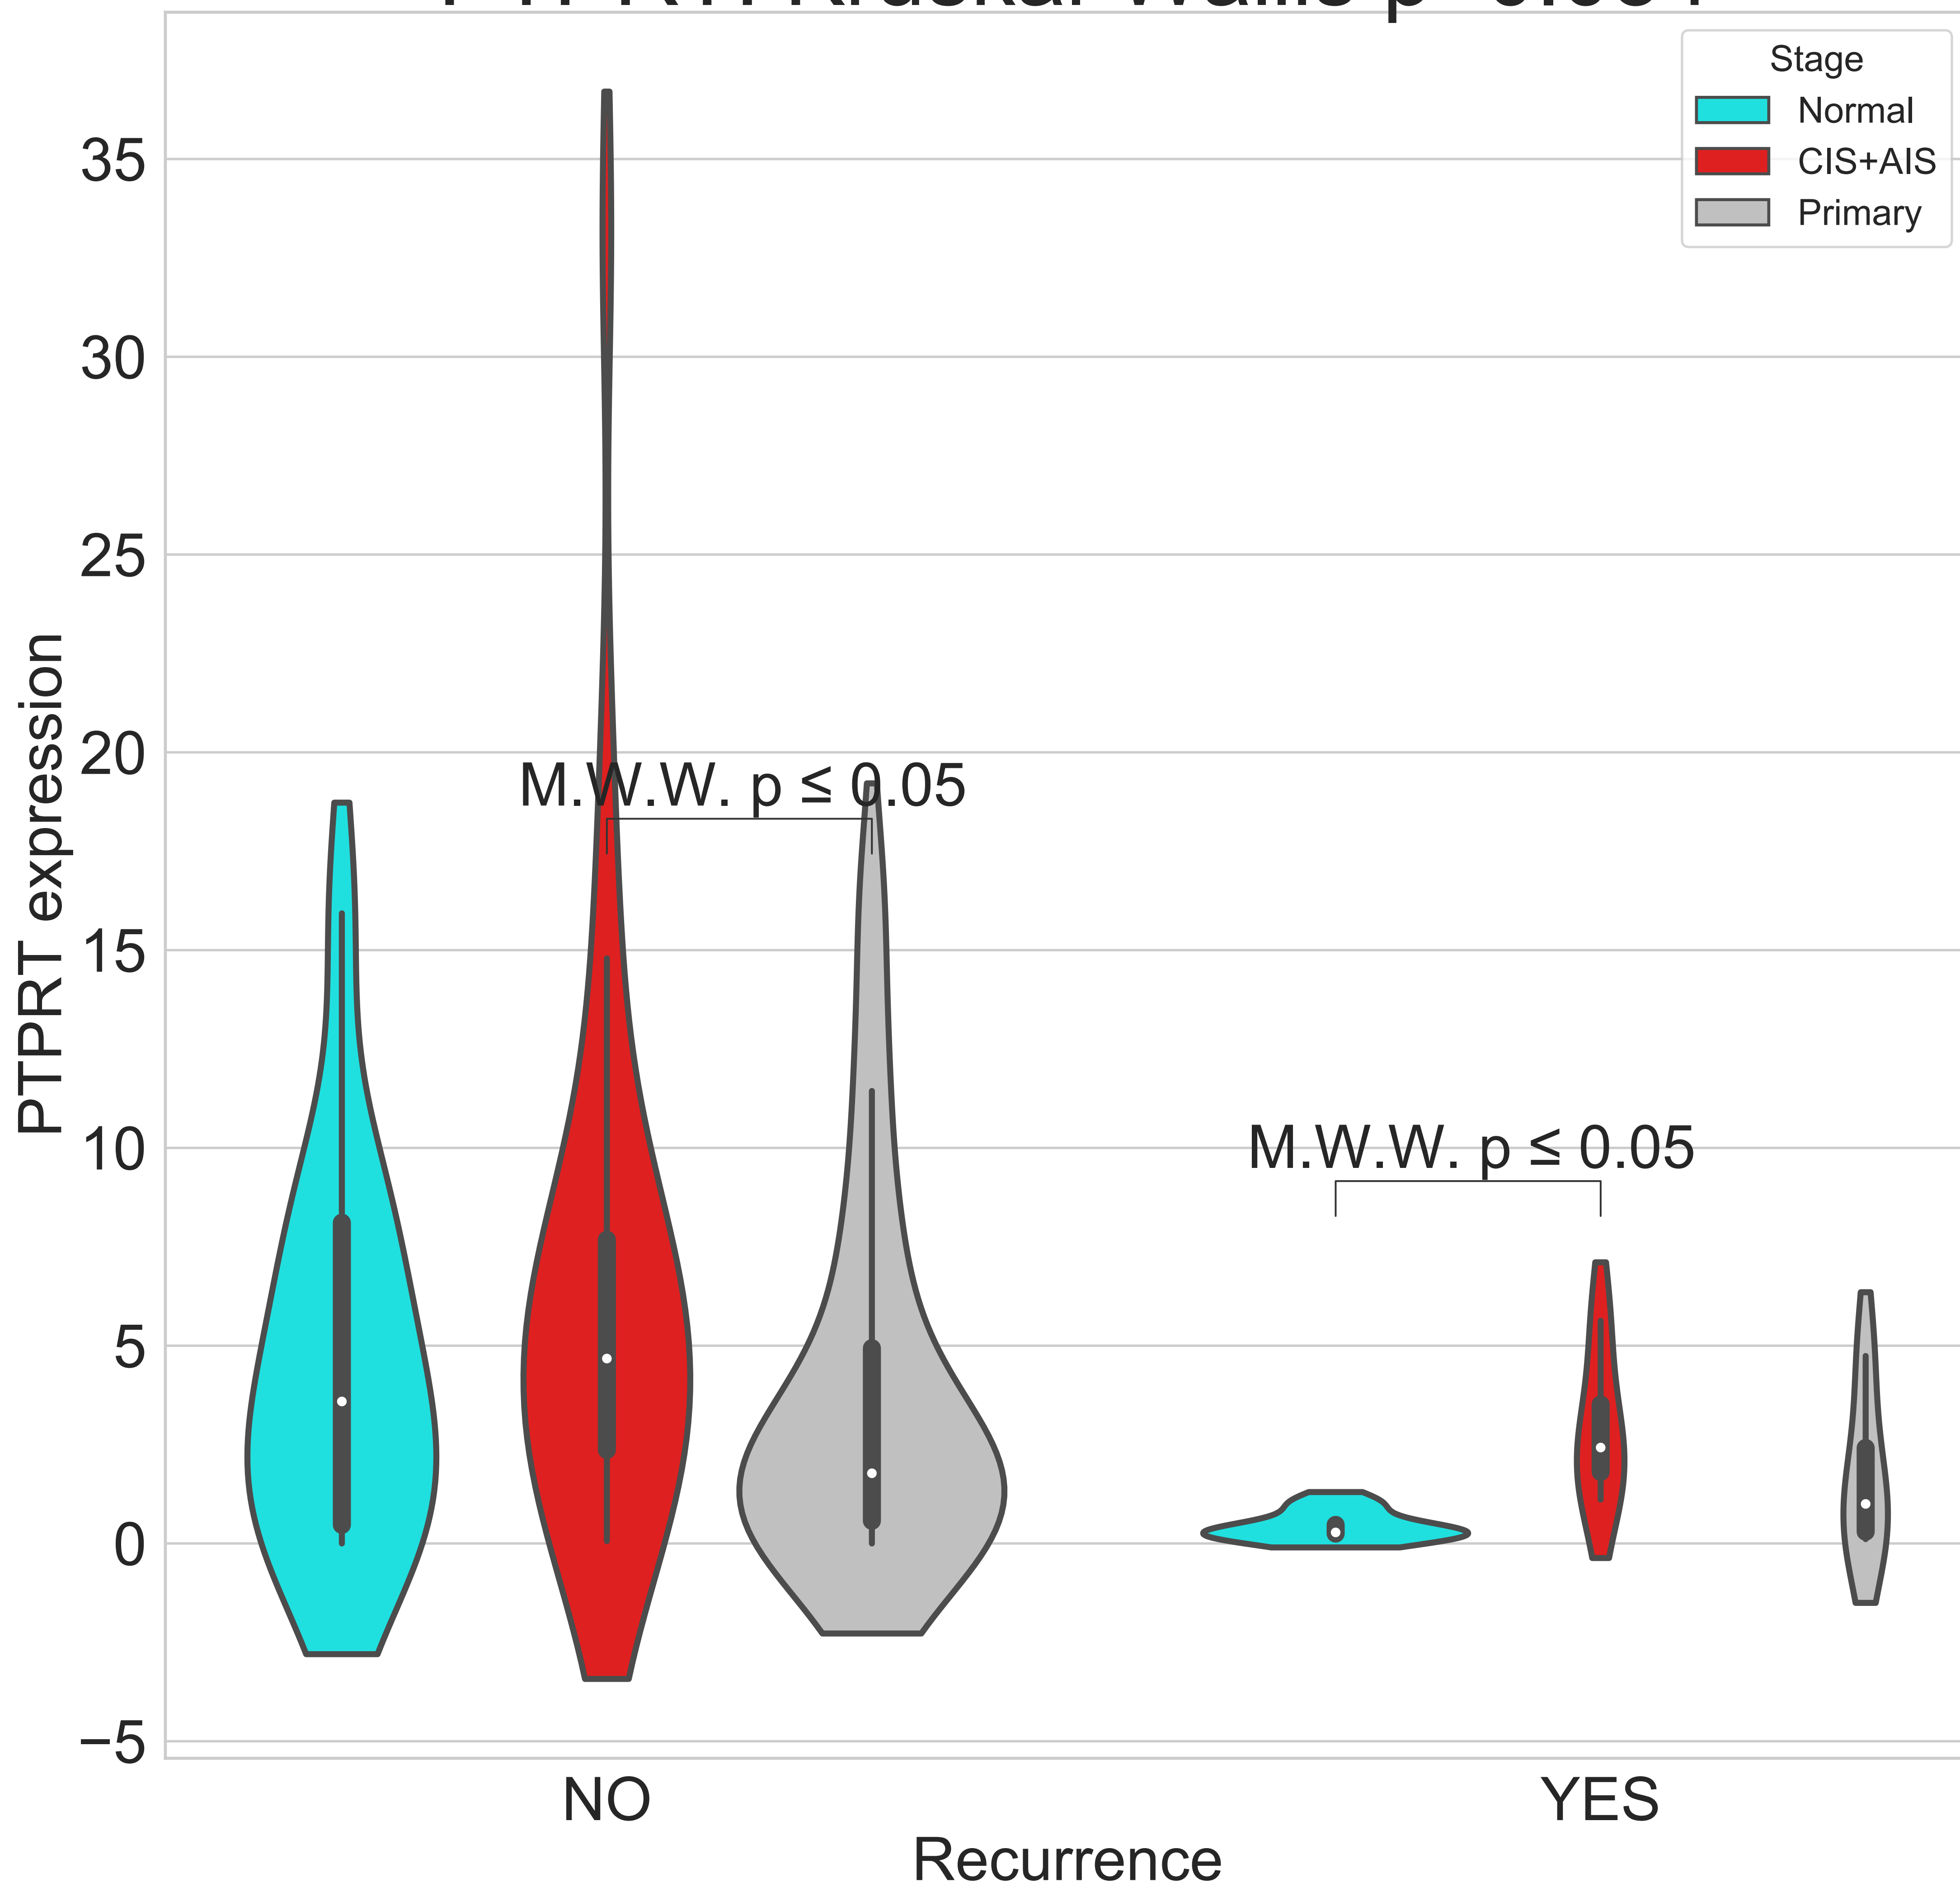 Stage
Normal
CIS+AIS
Primary
35
30
25
20
15
10
5
0
−5
PTPRT expression
M.W.W. p ≤ 0.05
M.W.W. p ≤ 0.05
NO
YES
Recurrence